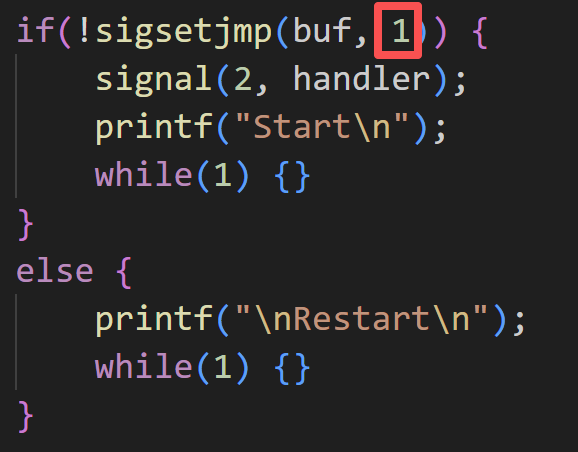 if(!sigsetjmp(buf, 1)) {
    signal(2, handler);
    printf("Start\n");
    while(1) {}
}
else {
    printf("\nRestart\n");
    while(1) {}
}